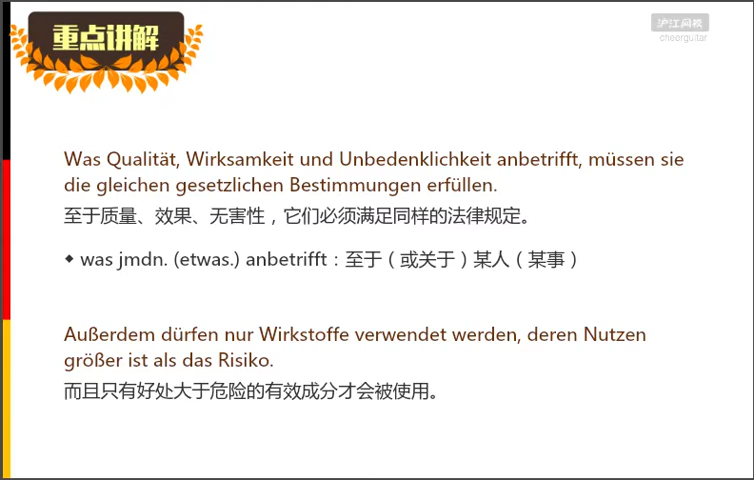 重点讲解
沪江网校
cheerguitar
Was Qualität, Wirksamkeit und Unbedenklichkeit anbetrifft, müssen sie
die gleichen gesetzlichen Bestimmungen erfüllen.
至于质量、效果、无害性，它们必须满足同样的法律规定。
◆ was jmdn. (etwas.) anbetrifft：至于（或关于）某人（某事）
Außerdem dürfen nur Wirkstoffe verwendet werden, deren Nutzen
größer ist als das Risiko.
而且只有好处大于危险的有效成分才会被使用。